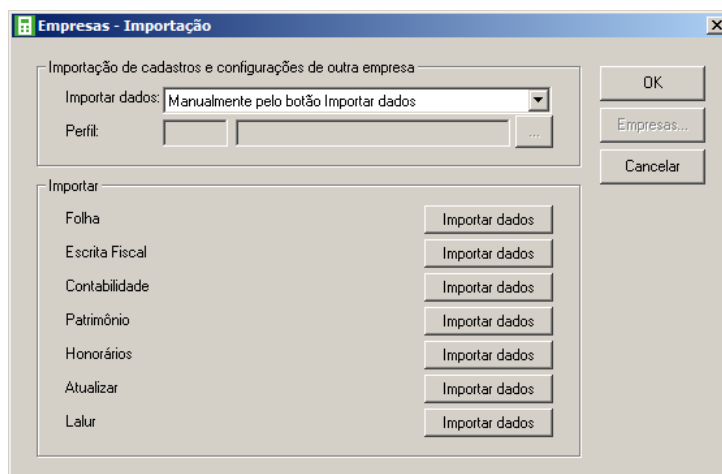 Empresas - Importação
Importação de cadastros e configurações de outra empresa
Importar dados: Manualmente pelo botão Importar dados
Perfil: ...
OK
Empresas...
Cancelar
Importar
Folha Importar dados
Escrita Fiscal Importar dados
Contabilidade Importar dados
Patrimônio Importar dados
Honorários Importar dados
Atualizar Importar dados
Lalur Importar dados